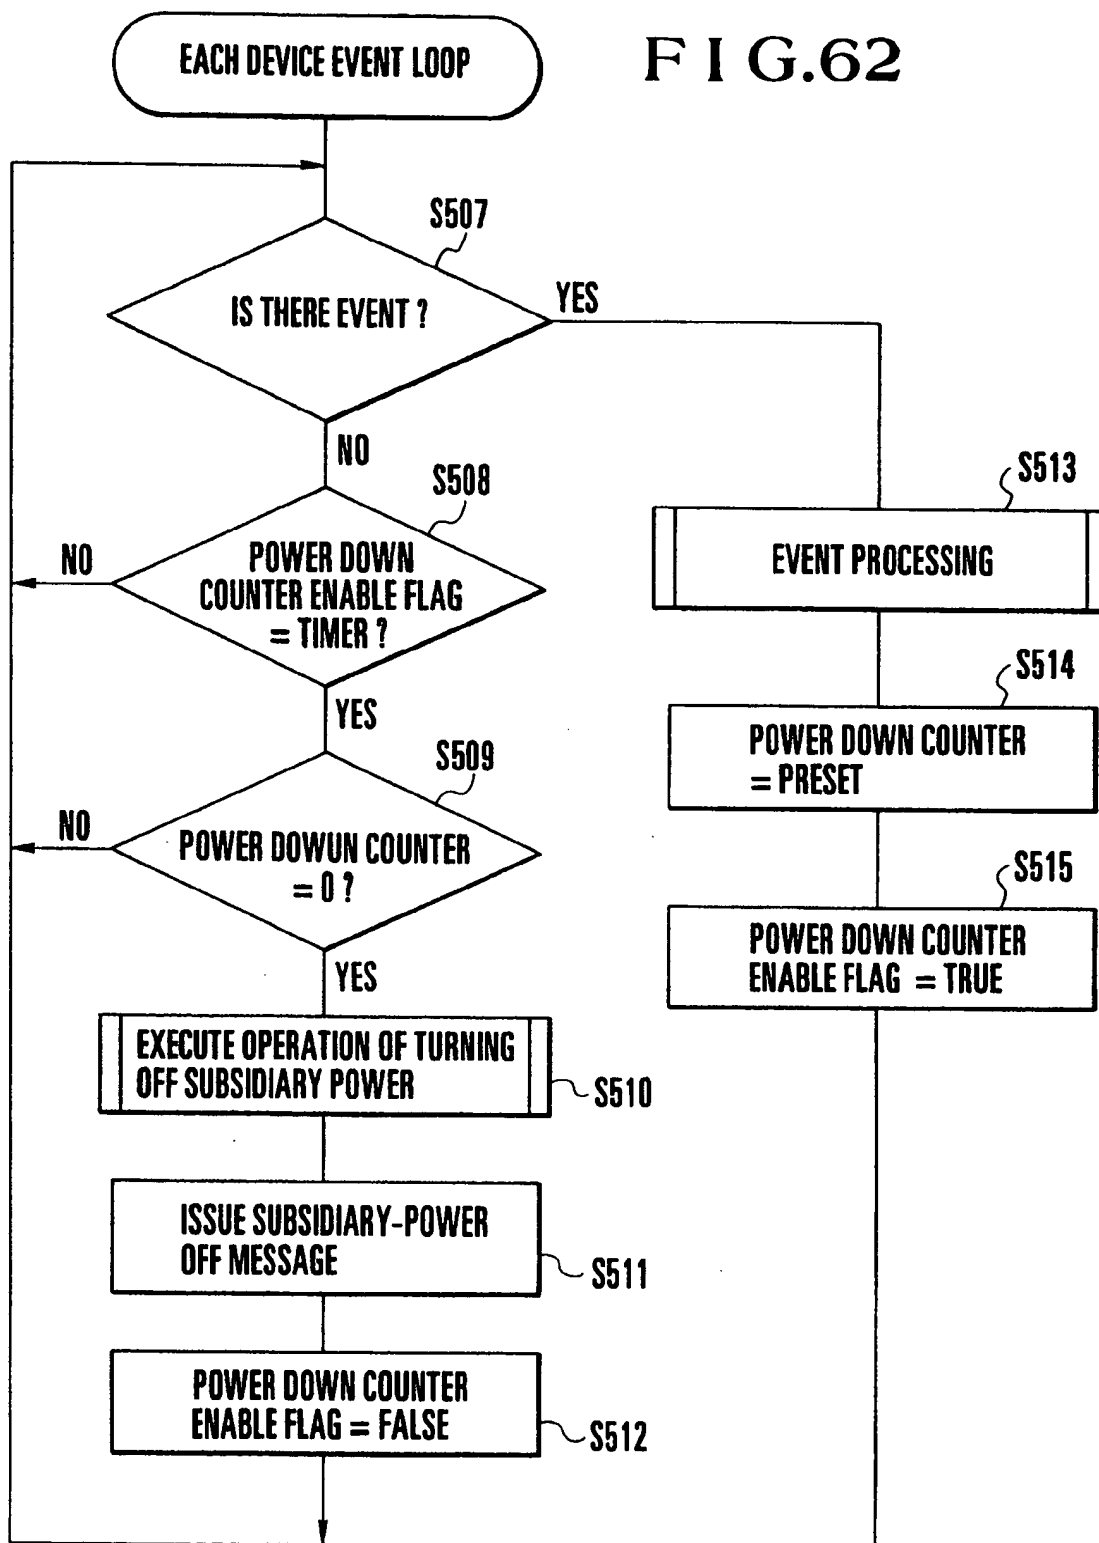 EACH DEVICE EVENT LOOP
F I G.62
S507
IS THERE EVENT ?
YES
NO
S508
POWER DOWN
COUNTER ENABLE FLAG
= TIMER ?
NO
YES
S509
POWER DOWUN COUNTER
= 0 ?
NO
YES
EXECUTE OPERATION OF TURNING
OFF SUBSIDIARY POWER
S510
ISSUE SUBSIDIARY-POWER
OFF MESSAGE
S511
POWER DOWN COUNTER
ENABLE FLAG = FALSE
S512
S513
EVENT PROCESSING
S514
POWER DOWN COUNTER
= PRESET
S515
POWER DOWN COUNTER
ENABLE FLAG = TRUE